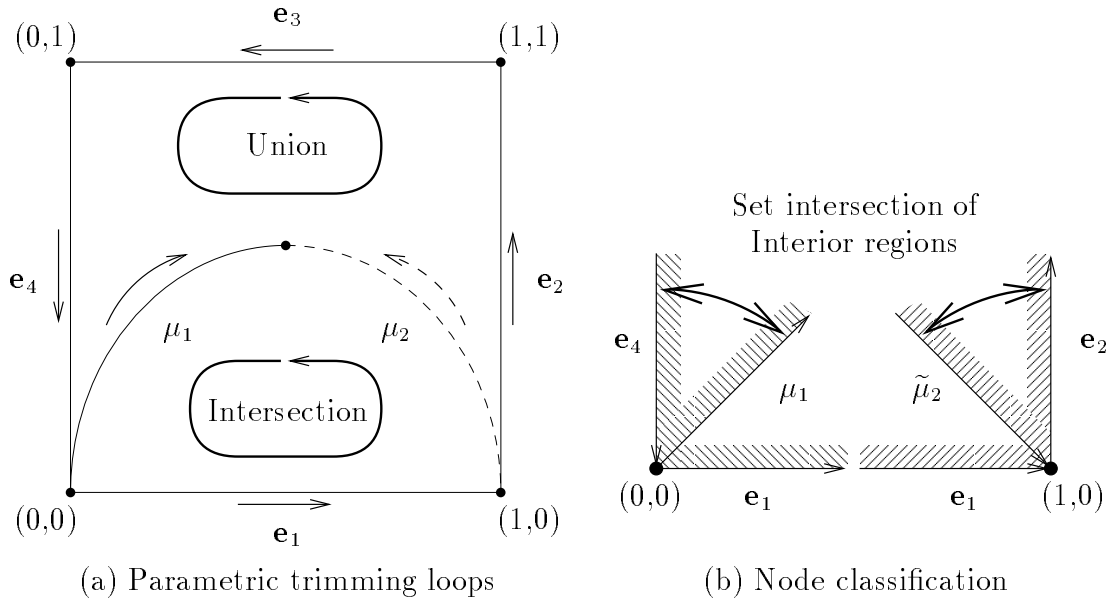 e₃
(0,1)
(1,1)
Union
e₄
e₂
μ₁
μ₂
Intersection
(0,0)
(1,0)
e₁
(a) Parametric trimming loops
Set intersection of
Interior regions
e₄
e₂
μ₁
μ̃₂
(0,0)
e₁
e₁
(1,0)
(b) Node classification